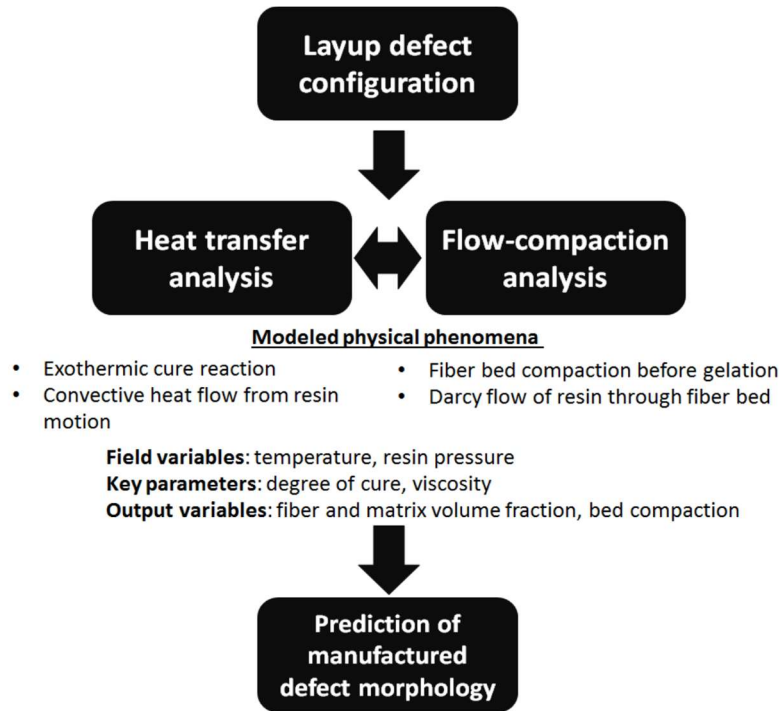 Layup defect
configuration
Heat transfer
analysis
Flow-compaction
analysis
Modeled physical phenomena
• Exothermic cure reaction
• Convective heat flow from resin
motion
• Fiber bed compaction before gelation
• Darcy flow of resin through fiber bed
Field variables: temperature, resin pressure
Key parameters: degree of cure, viscosity
Output variables: fiber and matrix volume fraction, bed compaction
Prediction of
manufactured
defect morphology